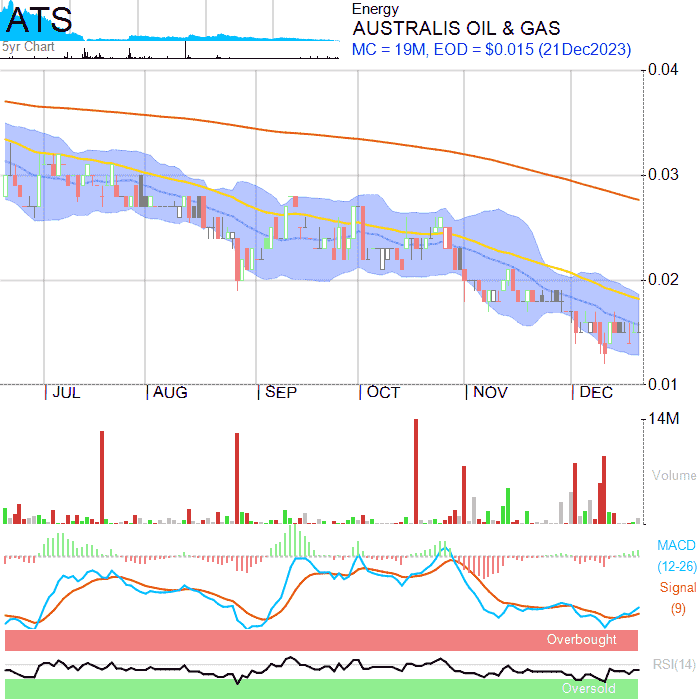 ATS
5yr Chart
Energy
AUSTRALIS OIL & GAS
MC = 19M, EOD = $0.015 (21Dec2023)
0.04
0.03
0.02
0.01
JUL
AUG
SEP
OCT
NOV
DEC
14M
Volume
MACD
(12-26)
Signal
(9)
Overbought
RSI(14)
Oversold